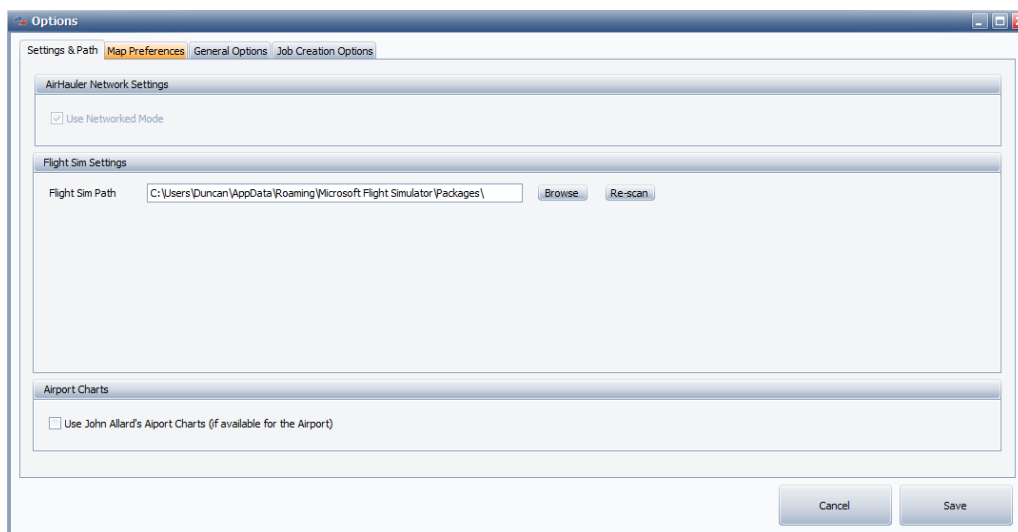 Options
Settings & Path Map Preferences General Options Job Creation Options
AirHauler Network Settings
Use Networked Mode
Flight Sim Settings
Flight Sim Path C:\Users\Duncan\AppData\Roaming\Microsoft Flight Simulator\Packages\ Browse Re-scan
Airport Charts
Use John Allard's Aiport Charts (if available for the Airport)
Cancel Save